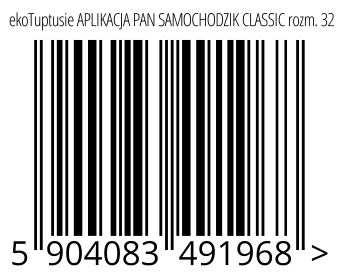 ekoTuptusie APLIKACJA PAN SAMOCHODZIK CLASSIC rozm. 32
5 904083 491968 >